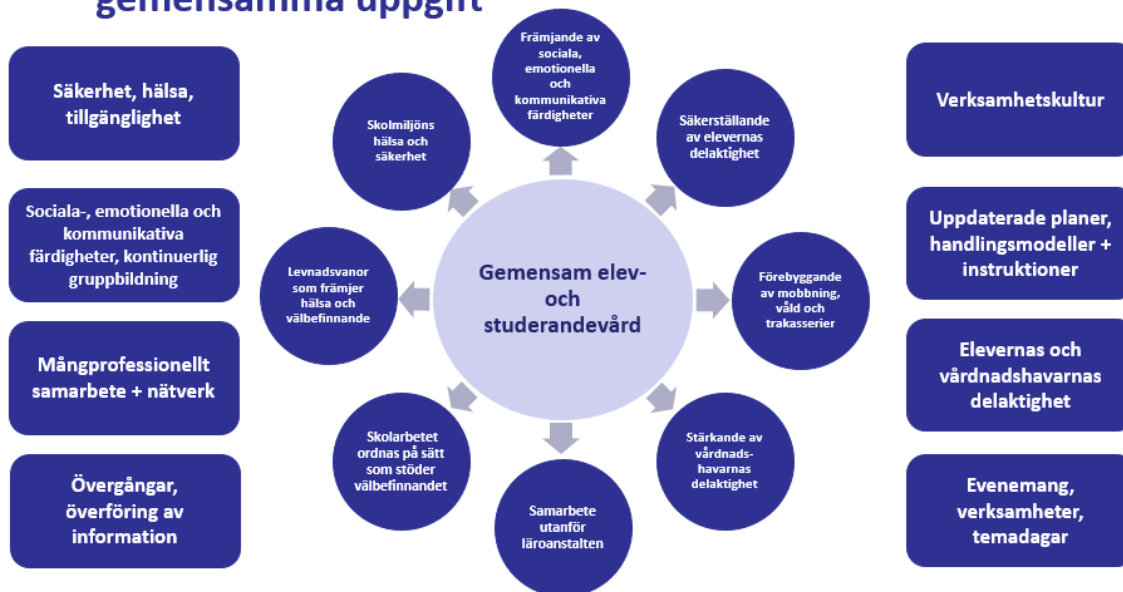 gemensamma uppgift
Säkerhet, hälsa,
tillgänglighet
Sociala-, emotionella och
kommunikativa
färdigheter, kontinuerlig
gruppbildning
Mångprofessionellt
samarbete + nätverk
Övergångar,
överföring av
information
Främjande av
sociala,
emotionella
och
kommunikativa
färdigheter
Säkerställande
av elevernas
delaktighet
Förebyggande
av mobbning,
våld och
trakasserier
Stärkande av
vårdnads-
havarnas
delaktighet
Samarbete
utanför
läroanstalten
Skolarbetet
ordnas på sätt
som stöder
välbefinnandet
Levnadsvanor
som främjer
hälsa och
välbefinnande
Skolmiljöns
hälsa och
säkerhet
Gemensam elev-
och
studerandevård
Verksamhetskultur
Uppdaterade planer,
handlingsmodeller +
instruktioner
Elevernas och
vårdnadshavarnas
delaktighet
Evenemang,
verksamheter,
temadagar